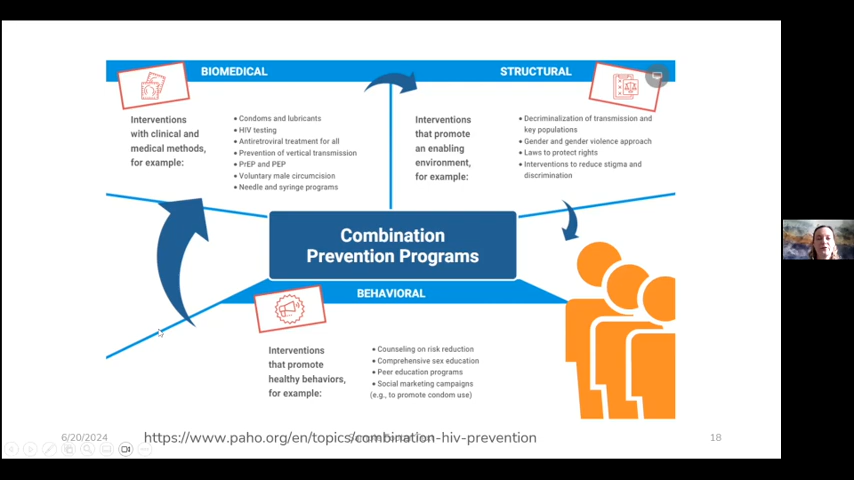 BIOMEDICAL
Interventions
with clinical and
medical methods,
for example:
• Condoms and lubricants
• HIV testing
• Antiretroviral treatment for all
• Prevention of vertical transmission
• PrEP and PEP
• Voluntary male circumcision
• Needle and syringe programs
STRUCTURAL
Interventions
that promote
an enabling
environment,
for example:
• Decriminalization of transmission and
key populations
• Gender and gender violence approach
• Laws to protect rights
• Interventions to reduce stigma and
discrimination
Combination
Prevention Programs
BEHAVIORAL
Interventions
that promote
healthy behaviors,
for example:
• Counseling on risk reduction
• Comprehensive sex education
• Peer education programs
• Social marketing campaigns
(e.g., to promote condom use)
6/20/2024
https://www.paho.org/en/topics/combination-hiv-prevention
18